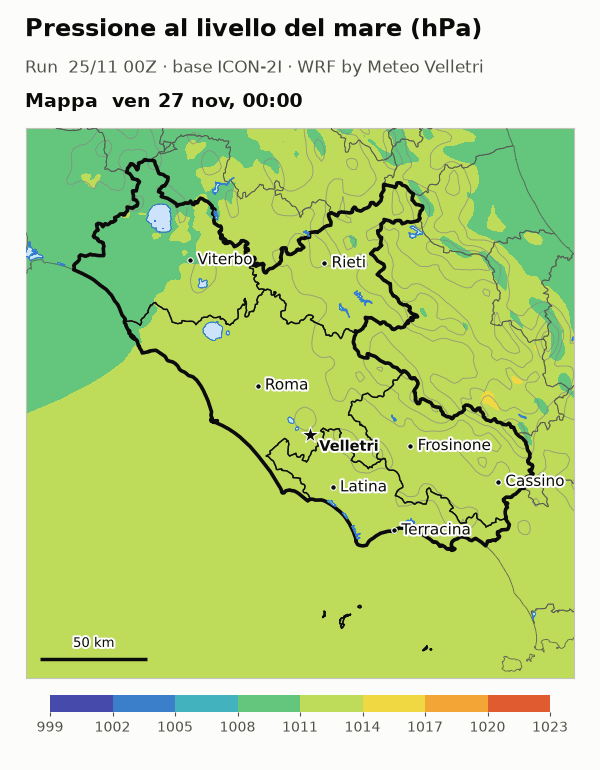 Pressione al livello del mare (hPa)
Run  25/11 00Z · base ICON-2I · WRF by Meteo Velletri
Mappa  ven 27 nov, 00:00
Viterbo
Rieti
Roma
Velletri
Frosinone
Latina
Cassino
Terracina
50 km
999 1002 1005 1008 1011 1014 1017 1020 1023